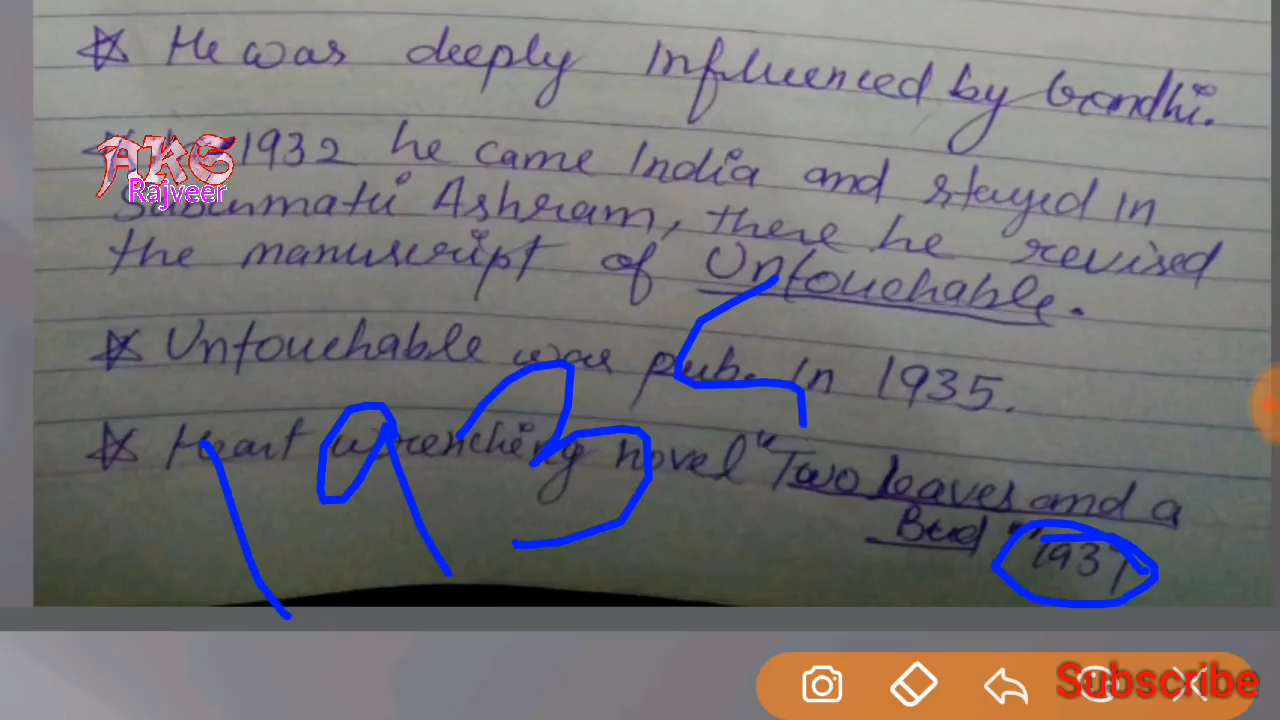 ☆ He was deeply Influenced by Gandhi.
1932 he came India and stayed in
AKG
Rajveer
Ashram, there he revised
the manuscript of Untouchable.
☆ Untouchable was pub. in 1935.
☆ Heart wrenching novel "Two leaves and a
Bud" 1937
1935
Subscribe